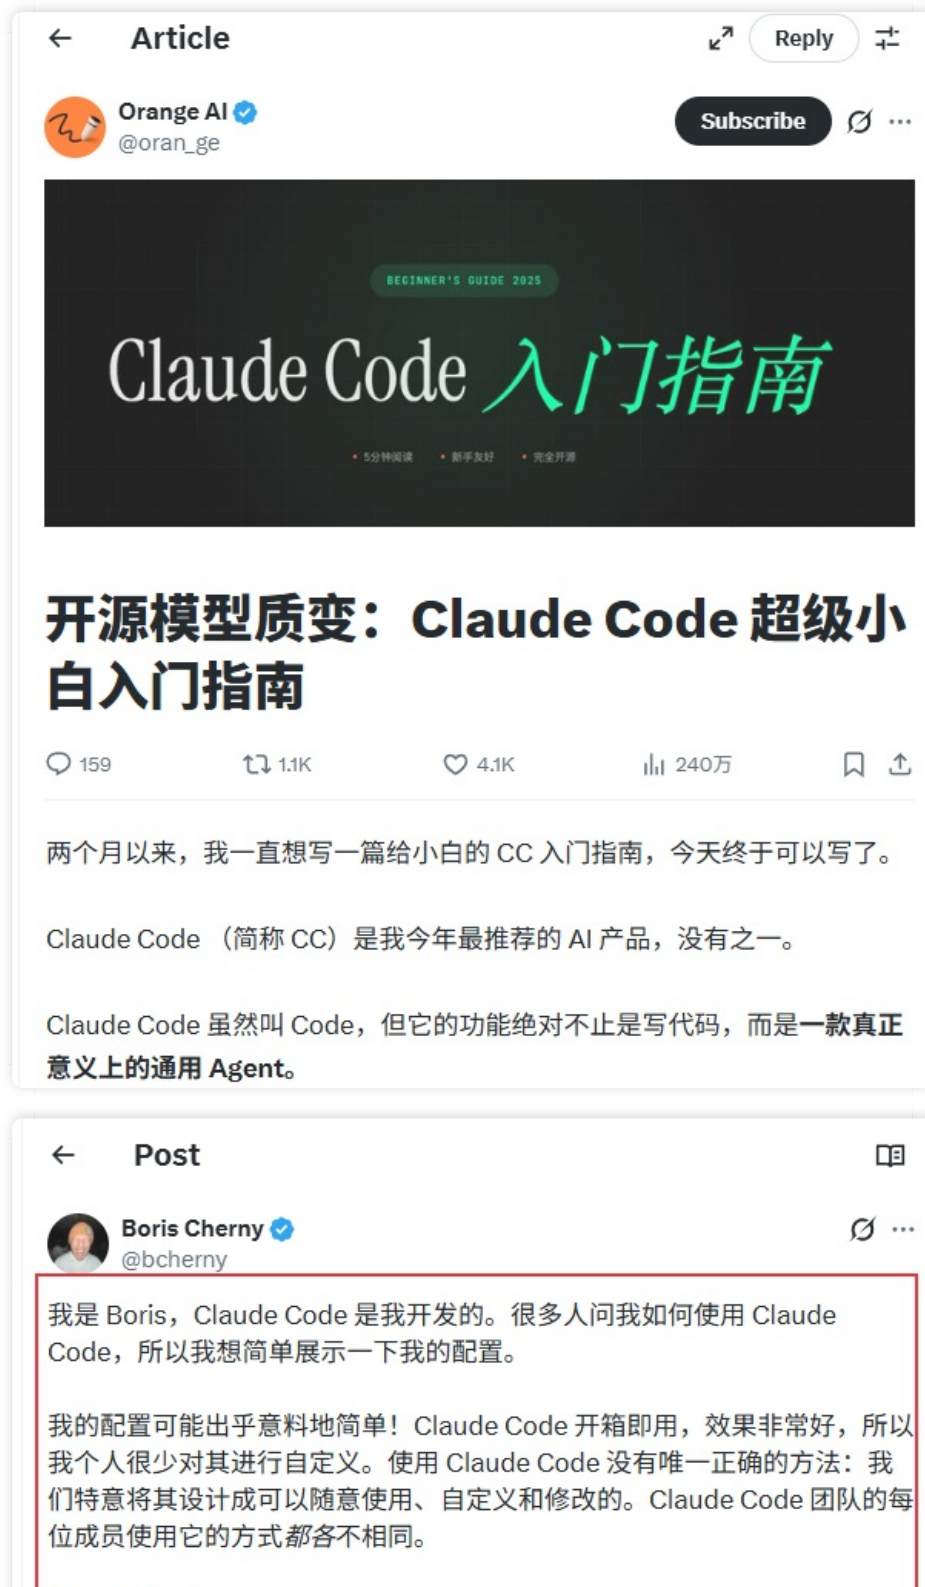 Article
Reply
Orange AI
@oran_ge
Subscribe
BEGINNER'S GUIDE 2025
Claude Code 入门指南
• 5分钟阅读 • 新手友好 • 完全开源
开源模型质变：Claude Code 超级小
白入门指南
159 1.1K 4.1K 240万
两个月以来，我一直想写一篇给小白的 CC 入门指南，今天终于可以写了。
Claude Code （简称 CC）是我今年最推荐的 AI 产品，没有之一。
Claude Code 虽然叫 Code，但它的功能绝对不止是写代码，而是一款真正
意义上的通用 Agent。
Post
Boris Cherny
@bcherny
我是 Boris，Claude Code 是我开发的。很多人问我如何使用 Claude
Code，所以我想简单展示一下我的配置。
我的配置可能出乎意料地简单！Claude Code 开箱即用，效果非常好，所以
我个人很少对其进行自定义。使用 Claude Code 没有唯一正确的方法：我
们特意将其设计成可以随意使用、自定义和修改的。Claude Code 团队的每
位成员使用它的方式都各不相同。